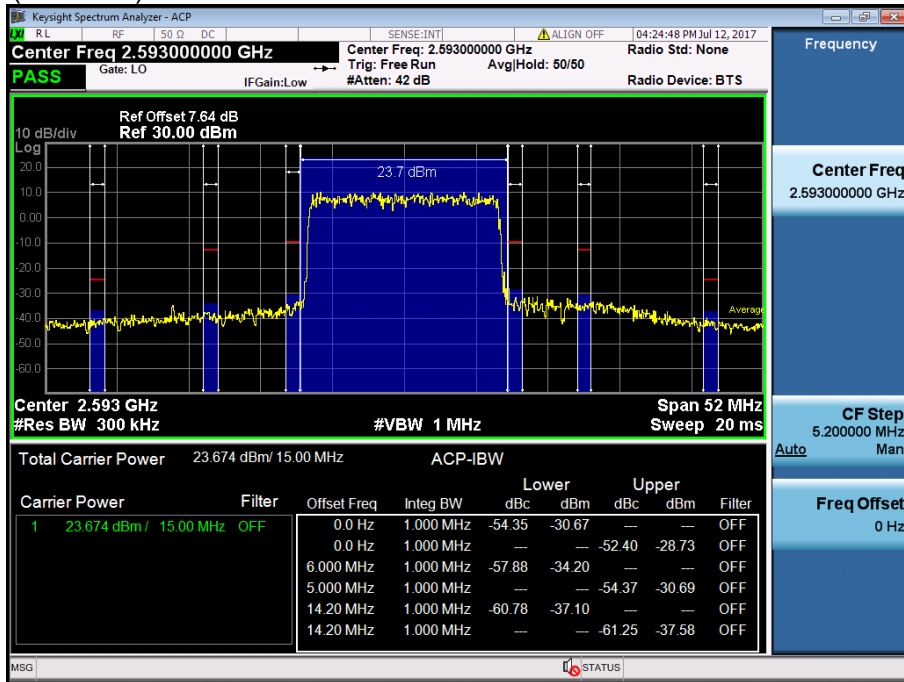 Keysight Spectrum Analyzer - ACP
LXI RL RF 50 Ω DC SENSE:INT ALIGN OFF 04:24:48 PM Jul 12, 2017
Center Freq 2.593000000 GHz Center Freq: 2.593000000 GHz Radio Std: None
Gate: LO Trig: Free Run Avg|Hold: 50/50
PASS IFGain:Low #Atten: 42 dB Radio Device: BTS
Ref Offset 7.64 dB
10 dB/div Ref 30.00 dBm
Log
20.0
23.7 dBm
10.0
0.00
-10.0
-20.0
-30.0
-40.0
Average
-50.0
-60.0
Center 2.593 GHz Span 52 MHz
#Res BW 300 kHz #VBW 1 MHz Sweep 20 ms
Total Carrier Power 23.674 dBm/ 15.00 MHz ACP-IBW
Lower Upper
Carrier Power Filter Offset Freq Integ BW dBc dBm dBc dBm Filter
1 23.674 dBm / 15.00 MHz OFF 0.0 Hz 1.000 MHz -54.35 -30.67 --- --- OFF
0.0 Hz 1.000 MHz --- --- -52.40 -28.73 OFF
6.000 MHz 1.000 MHz -57.88 -34.20 --- --- OFF
5.000 MHz 1.000 MHz --- --- -54.37 -30.69 OFF
14.20 MHz 1.000 MHz -60.78 -37.10 --- --- OFF
14.20 MHz 1.000 MHz --- --- -61.25 -37.58 OFF
MSG STATUS
Frequency
Center Freq
2.593000000 GHz
CF Step
5.200000 MHz
Auto Man
Freq Offset
0 Hz